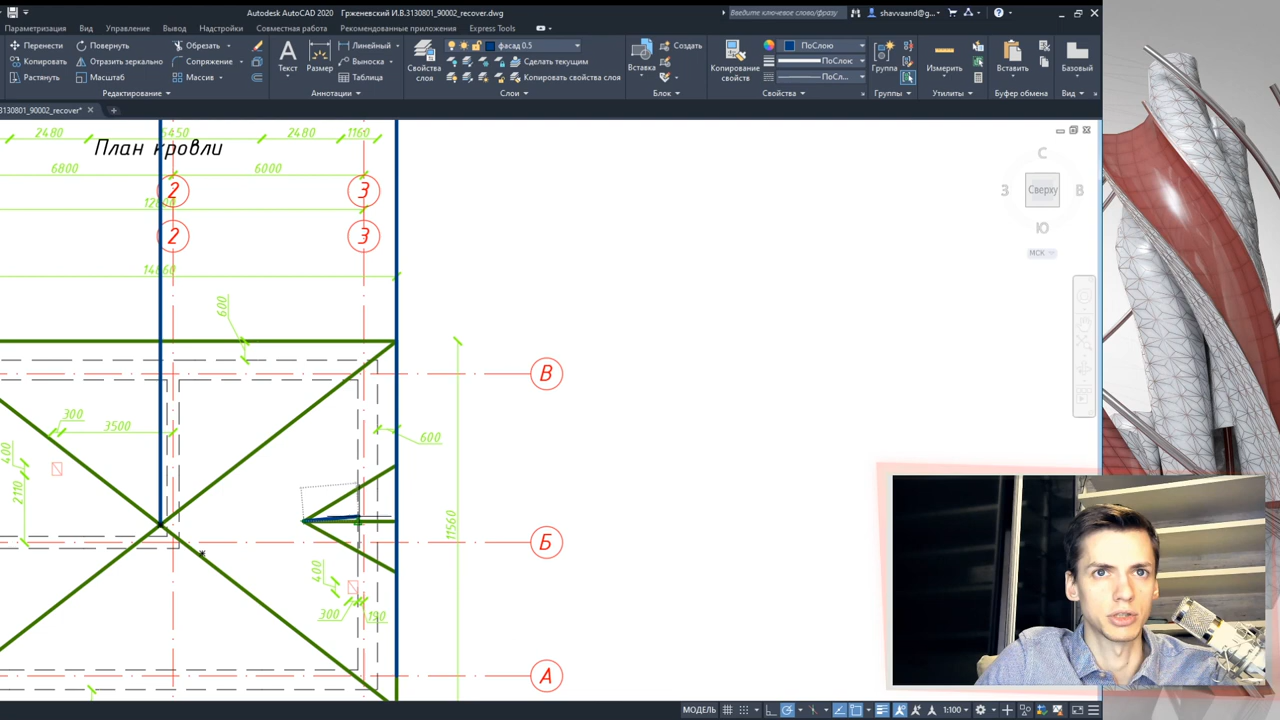 Autodesk AutoCAD 2020 Грженевский И.В.3130801_90002_recover.dwg
Введите ключевое слово/фразу
shavvaand@g...
Параметризация Вид Управление Вывод Надстройки Совместная работа Рекомендованные приложения Express Tools
Перенести Повернуть Обрезать
Копировать Отразить зеркально Сопряжение
Растянуть Масштаб Массив
Редактирование
Текст Размер
Линейный
Выноска
Таблица
Аннотации
Свойства слоя
фасад 0.5
Сделать текущим
Копировать свойства слоя
Слои
Вставка
Создать
Блок
Копирование свойств
ПоСлою
ПоСлою
ПоСл...
Свойства
Группа
Группы
Измерить
Утилиты
Вставить
Буфер обмена
Базовый
Вид
3130801_90002_recover*
2480 5450 2480 1160
План кровли
6800 6000
2 3
2 3
600
В
300
3500
400
2110
600
11560
Б
400
300 190
А
С
З Сверху В
Ю
МСК
МОДЕЛЬ 1:100